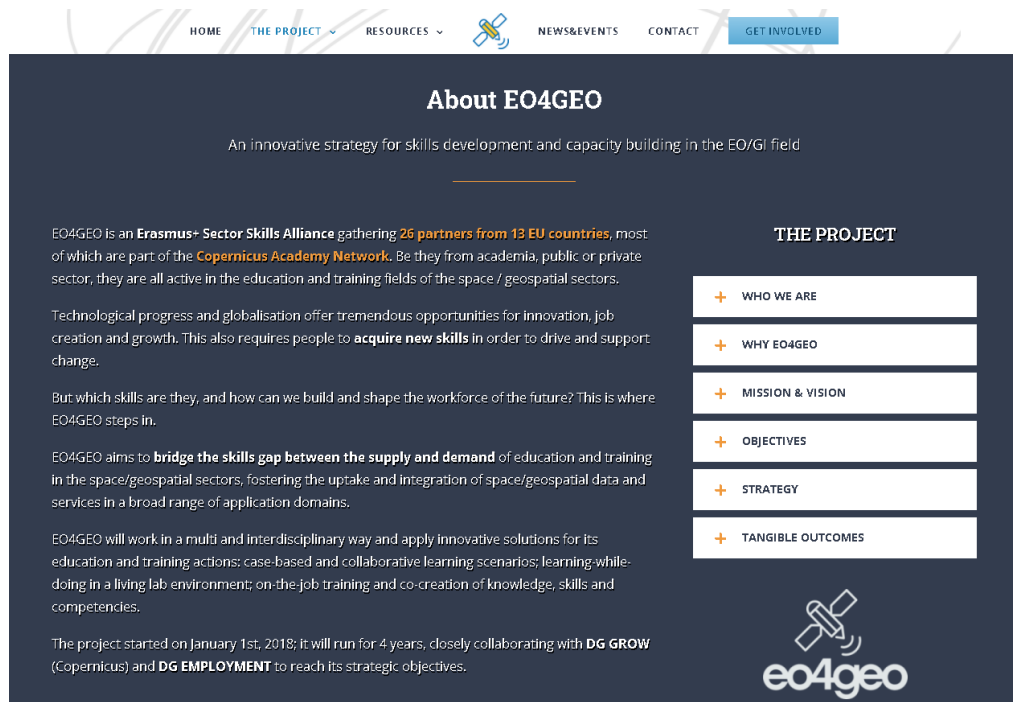 HOME THE PROJECT RESOURCES NEWS&EVENTS CONTACT GET INVOLVED
About EO4GEO
An innovative strategy for skills development and capacity building in the EO/GI field
EO4GEO is an Erasmus+ Sector Skills Alliance gathering 26 partners from 13 EU countries, most
of which are part of the Copernicus Academy Network. Be they from academia, public or private
sector, they are all active in the education and training fields of the space / geospatial sectors.
Technological progress and globalisation offer tremendous opportunities for innovation, job
creation and growth. This also requires people to acquire new skills in order to drive and support
change.
But which skills are they, and how can we build and shape the workforce of the future? This is where
EO4GEO steps in.
EO4GEO aims to bridge the skills gap between the supply and demand of education and training
in the space/geospatial sectors, fostering the uptake and integration of space/geospatial data and
services in a broad range of application domains.
EO4GEO will work in a multi and interdisciplinary way and apply innovative solutions for its
education and training actions: case-based and collaborative learning scenarios; learning-while-
doing in a living lab environment; on-the-job training and co-creation of knowledge, skills and
competencies.
The project started on January 1st, 2018; it will run for 4 years, closely collaborating with DG GROW
(Copernicus) and DG EMPLOYMENT to reach its strategic objectives.
THE PROJECT
WHO WE ARE
WHY EO4GEO
MISSION & VISION
OBJECTIVES
STRATEGY
TANGIBLE OUTCOMES
eo4geo